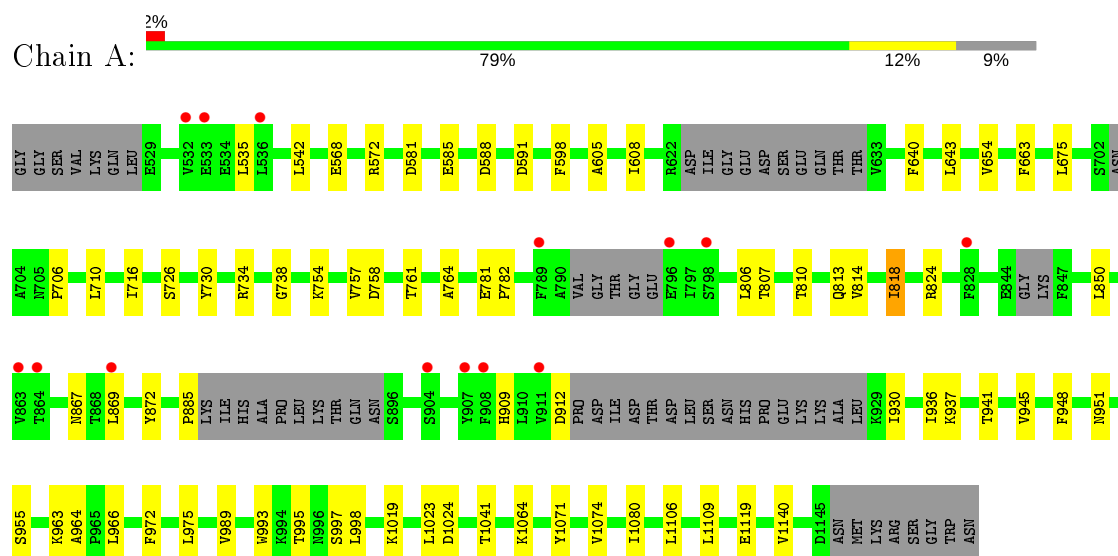 2%
Chain A:
79% 12% 9%
GLY GLY SER VAL LYS GLN LEU E529 V532 E533 E534 L535 L536 L542 E568 R572 D581 E585 D588 D591 F598 A605 I608 R622 ASP ILE GLY GLU ASP SER GLU GLN THR THR V633 F640 L643 V654 F663 L675 S702 ASN
A704 N705 P706 L710 I716 S726 Y730 R734 G738 K754 V757 D758 T761 A764 E781 P782 F789 A790 VAL GLY THR GLY GLU E796 I797 S798 L806 T807 T810 Q813 V814 I818 R824 F828 E844 GLY LYS F847 L850
V863 T864 N867 T868 L869 Y872 P885 LYS ILE HIS ALA PRO LEU LYS THR GLN ASN S896 S904 Y907 F908 H909 L910 V911 D912 PRO ASP ILE ASP THR ASP LEU SER ASN HIS PRO GLU LYS LYS ALA LEU K929 I930 I936 K937 T941 V945 F948 N951
S955 K963 A964 P965 L966 F972 L975 V989 W993 K994 T995 N996 S997 L998 K1019 L1023 D1024 T1041 K1064 Y1071 V1074 I1080 L1106 L1109 E1119 V1140 D1145 ASN MET LYS ARG SER GLY TRP ASN